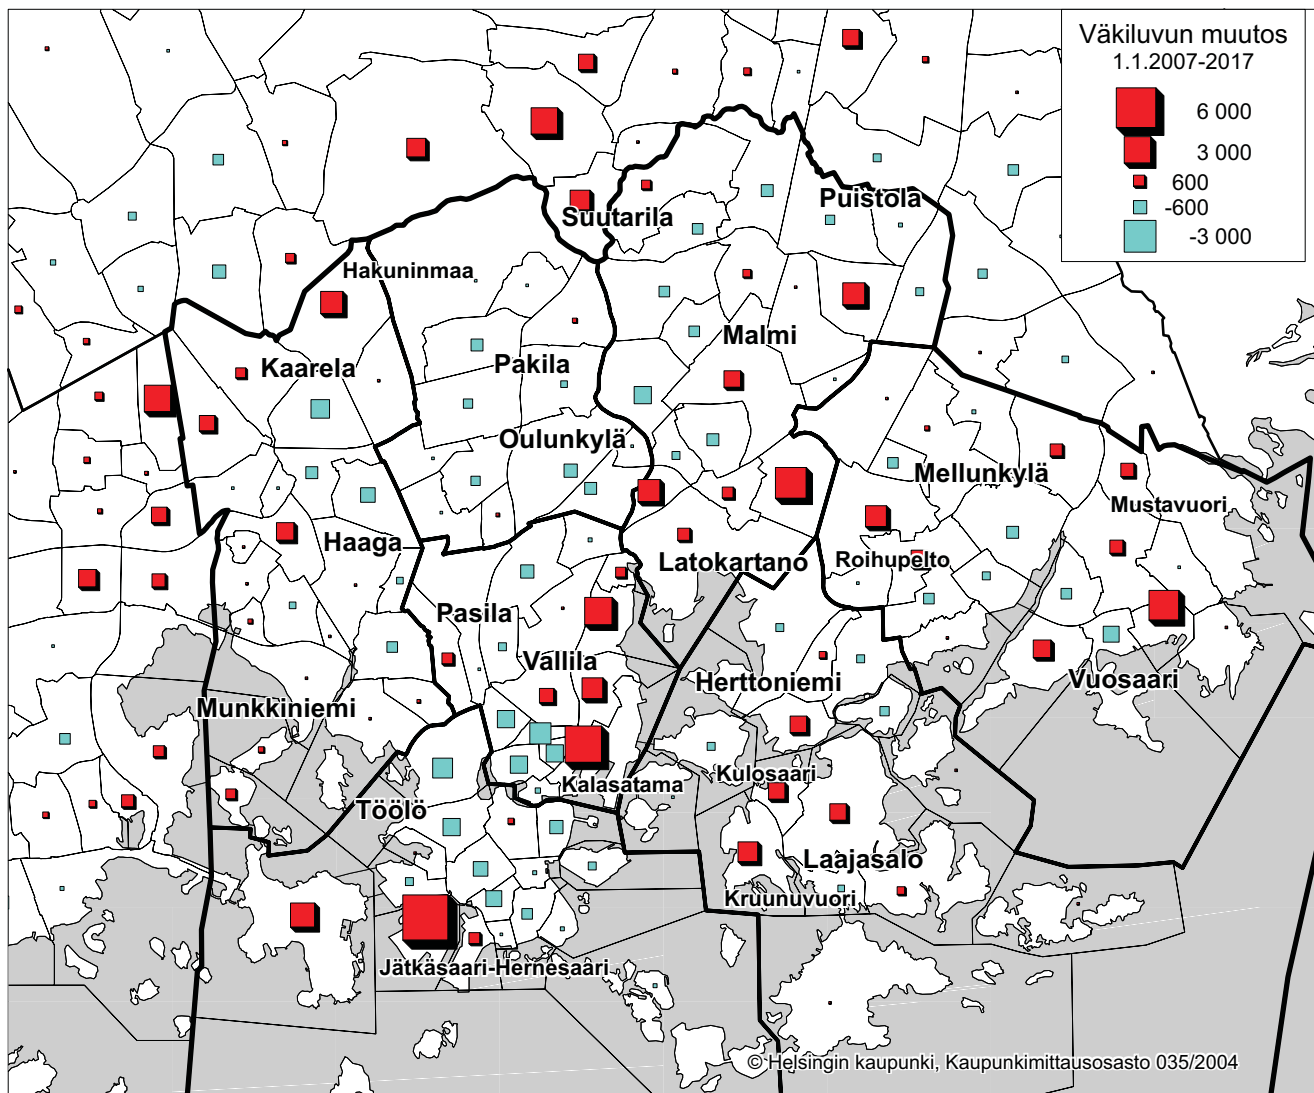 Väkiluvun muutos
1.1.2007-2017
6 000
3 000
600
-600
-3 000
Puistola
Suutarila
Hakuninmaa
Malmi
Kaarela
Pakila
Oulunkylä
Mellunkylä
Mustavuori
Haaga
Latokartano
Roihupelto
Pasila
Vallila
Herttoniemi
Vuosaari
Munkkiniemi
Kulosaari
Kalasatama
Töölö
Laajasalo
Kruunuvuori
Jätkäsaari-Hernesaari
© Helsingin kaupunki, Kaupunkimittausosasto 035/2004